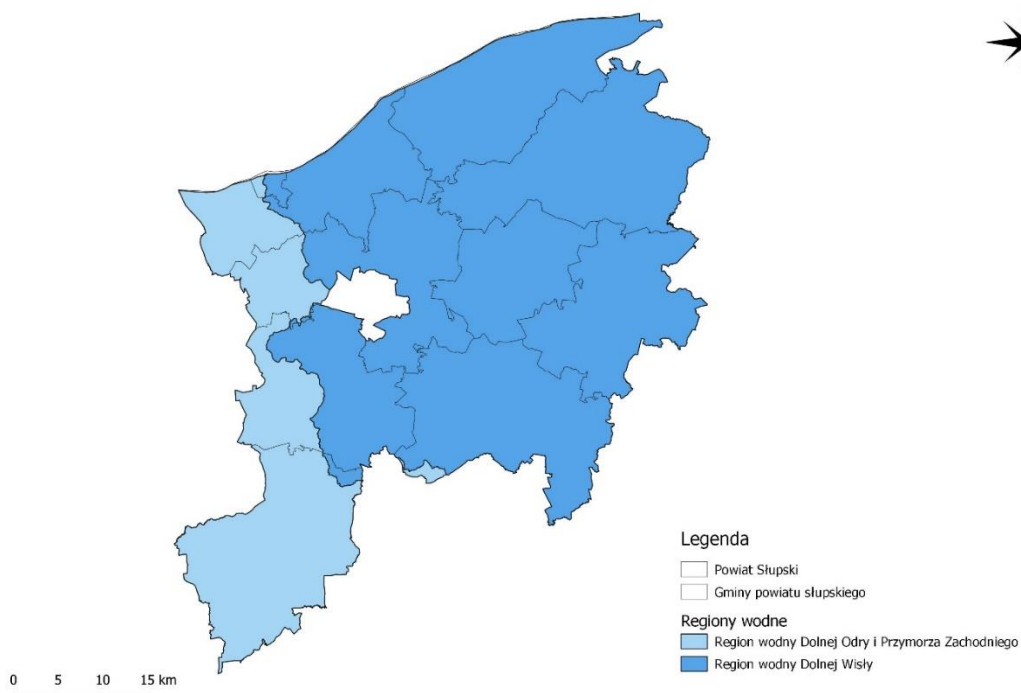 Legenda
Powiat Słupski
Gminy powiatu słupskiego
Regiony wodne
Region wodny Dolnej Odry i Przymorza Zachodniego
Region wodny Dolnej Wisły
0 5 10 15 km